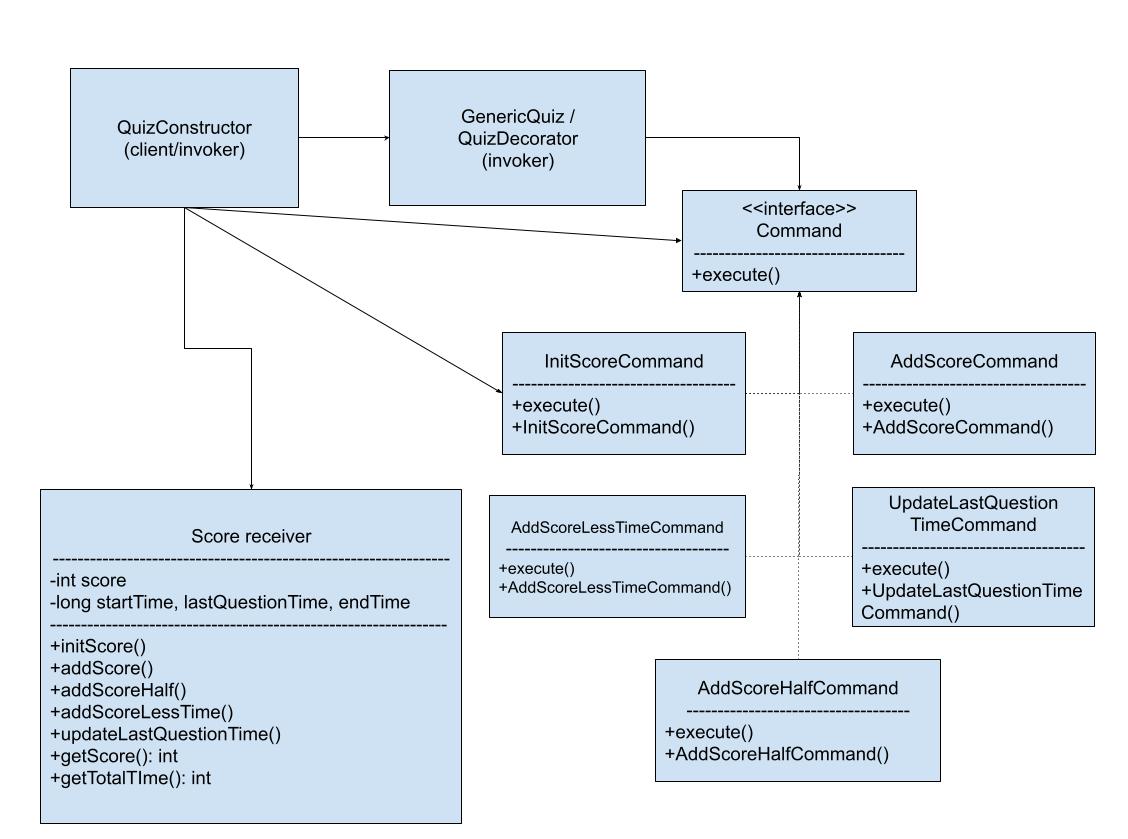 QuizConstructor
(client/invoker)
GenericQuiz /
QuizDecorator
(invoker)
<<interface>>
Command
-----------------------------------
+execute()
InitScoreCommand
-------------------------------------
+execute()
+InitScoreCommand()
AddScoreCommand
-------------------------------------
+execute()
+AddScoreCommand()
Score receiver
------------------------------------------------------------------
-int score
-long startTime, lastQuestionTime, endTime
------------------------------------------------------------------
+initScore()
+addScore()
+addScoreHalf()
+addScoreLessTime()
+updateLastQuestionTime()
+getScore(): int
+getTotalTIme(): int
AddScoreLessTimeCommand
-------------------------------------
+execute()
+AddScoreLessTimeCommand()
UpdateLastQuestion
TimeCommand
-------------------------------------
+execute()
+UpdateLastQuestionTime
Command()
AddScoreHalfCommand
-------------------------------------
+execute()
+AddScoreHalfCommand()